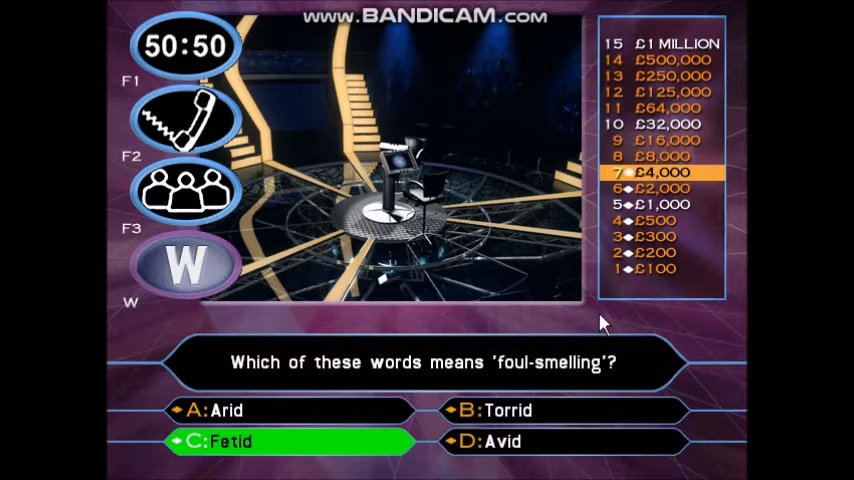 www.BANDICAM.com
50:50
F1
F2
F3
W
W
15 £1 MILLION
14 £500,000
13 £250,000
12 £125,000
11 £64,000
10 £32,000
9 £16,000
8 £8,000
7◆£4,000
6◆£2,000
5◆£1,000
4◆£500
3◆£300
2◆£200
1◆£100
Which of these words means 'foul-smelling'?
◆A:Arid
◆B:Torrid
◆C:Fetid
◆D:Avid